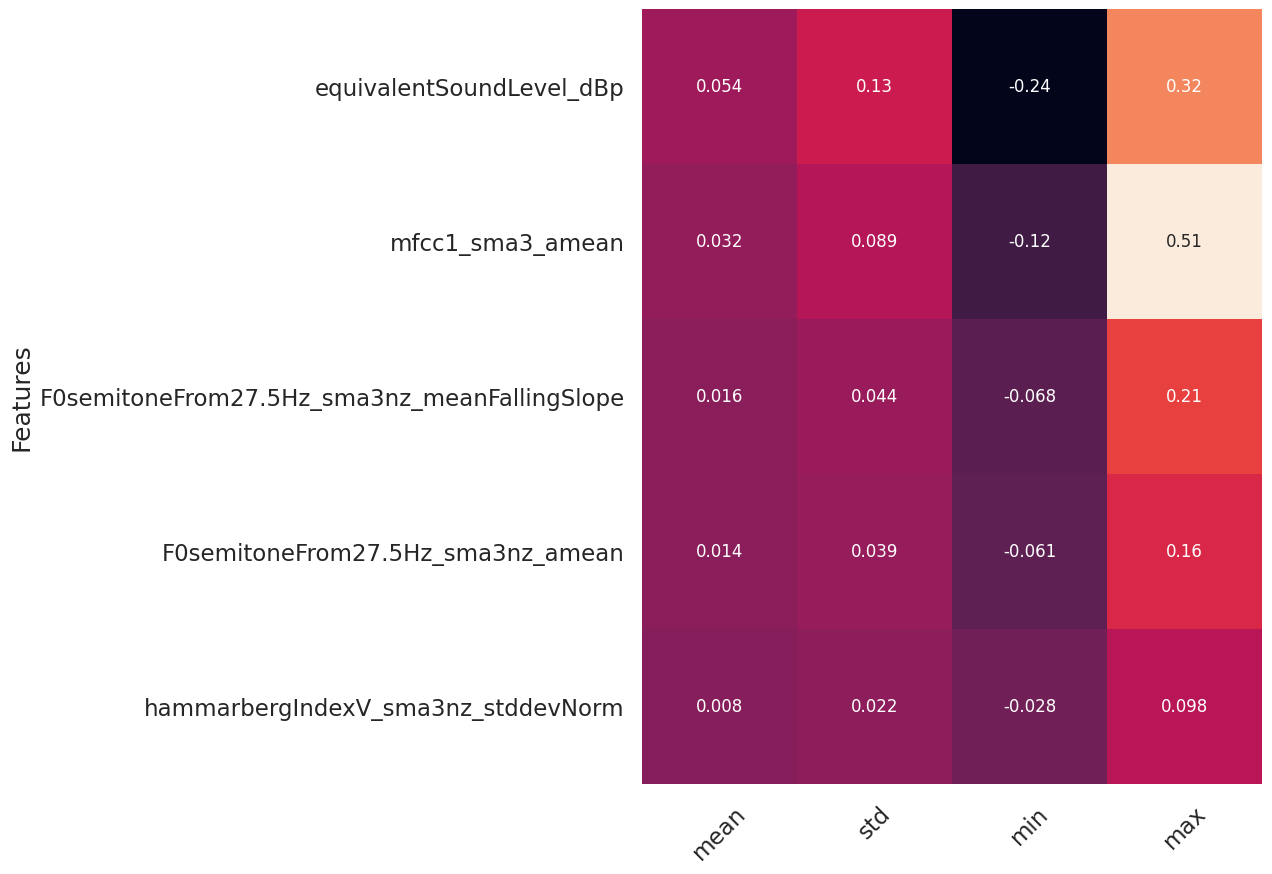 Features
equivalentSoundLevel_dBp 0.054 0.13 -0.24 0.32
mfcc1_sma3_amean 0.032 0.089 -0.12 0.51
F0semitoneFrom27.5Hz_sma3nz_meanFallingSlope 0.016 0.044 -0.068 0.21
F0semitoneFrom27.5Hz_sma3nz_amean 0.014 0.039 -0.061 0.16
hammarbergIndexV_sma3nz_stddevNorm 0.008 0.022 -0.028 0.098
mean std min max